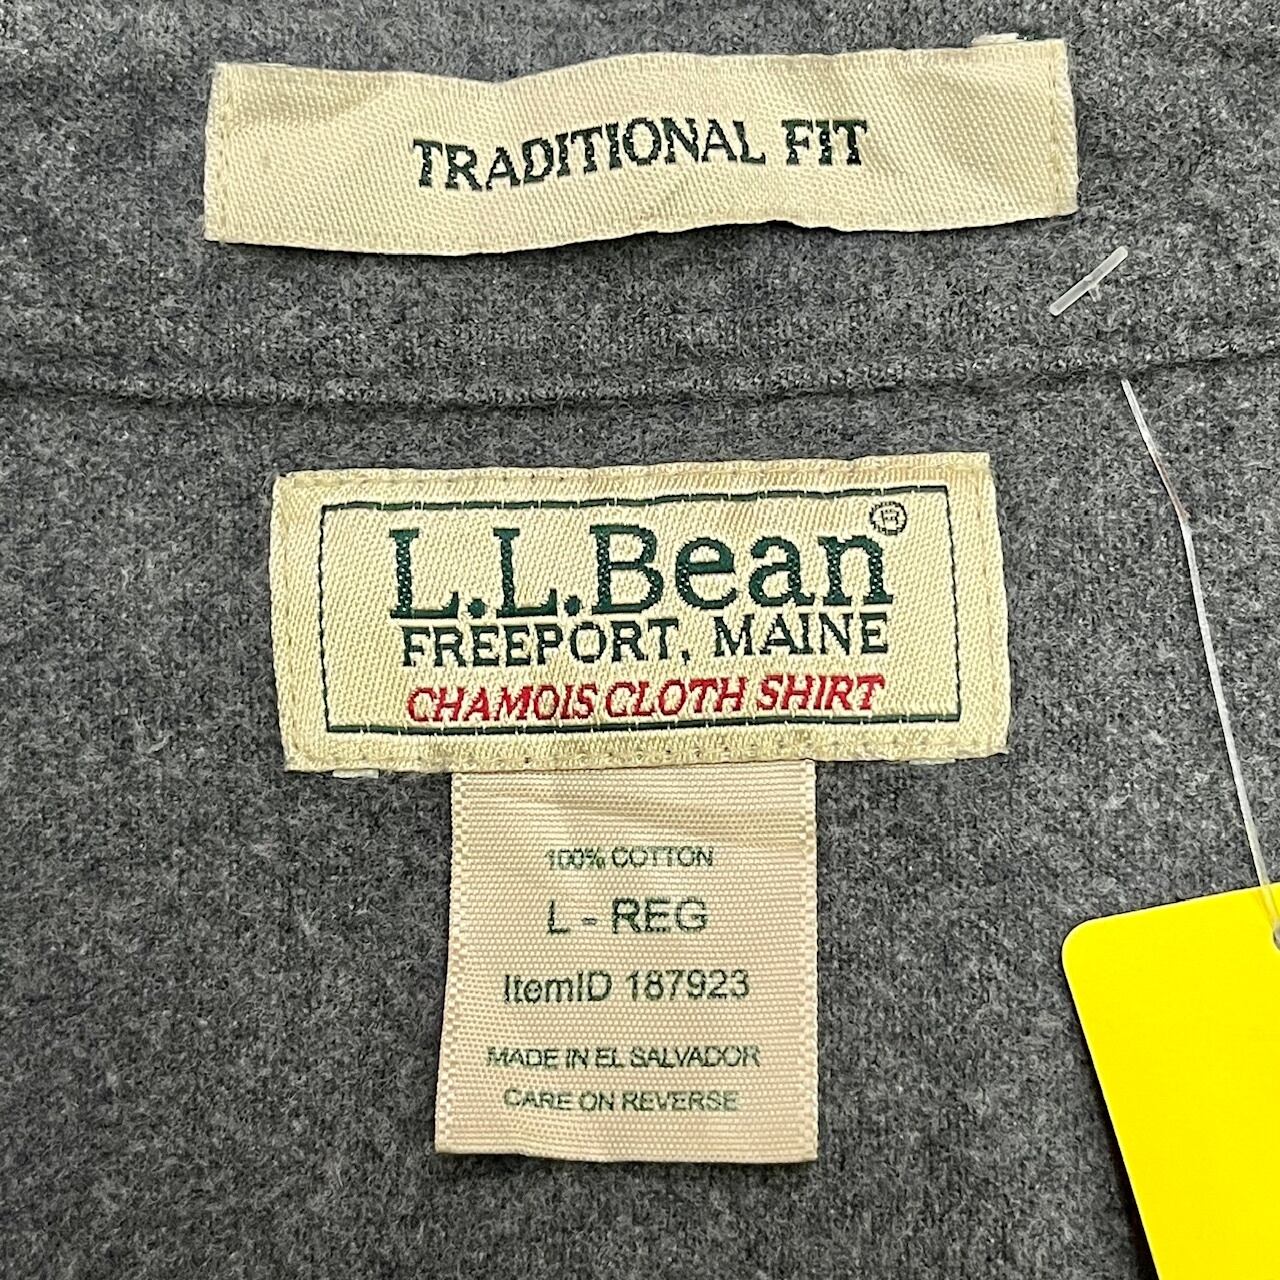 TRADITIONAL FIT
L.L.Bean®
FREEPORT, MAINE
CHAMOIS CLOTH SHIRT
100% COTTON
L - REG
ItemID 187923
MADE IN EL SALVADOR
CARE ON REVERSE